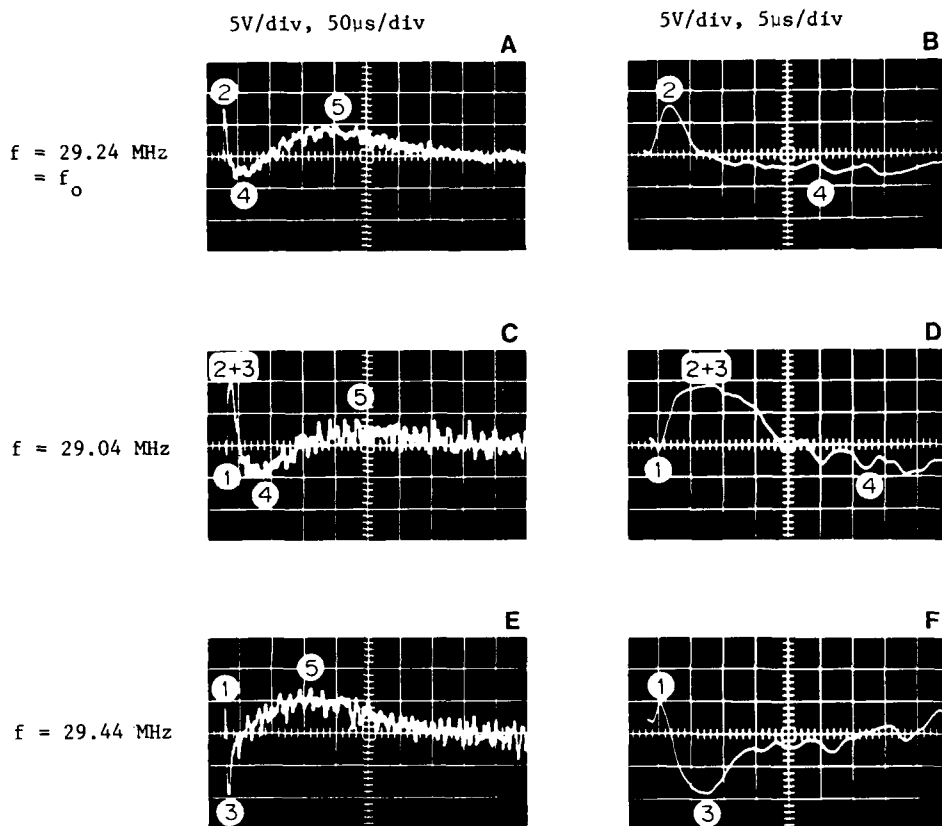 5V/div, 50µs/div
5V/div, 5µs/div
A
B
2
5
4
2
4
f = 29.24 MHz
= f_o
C
D
2+3
5
1
4
2+3
1
4
f = 29.04 MHz
E
F
1
5
3
1
3
f = 29.44 MHz